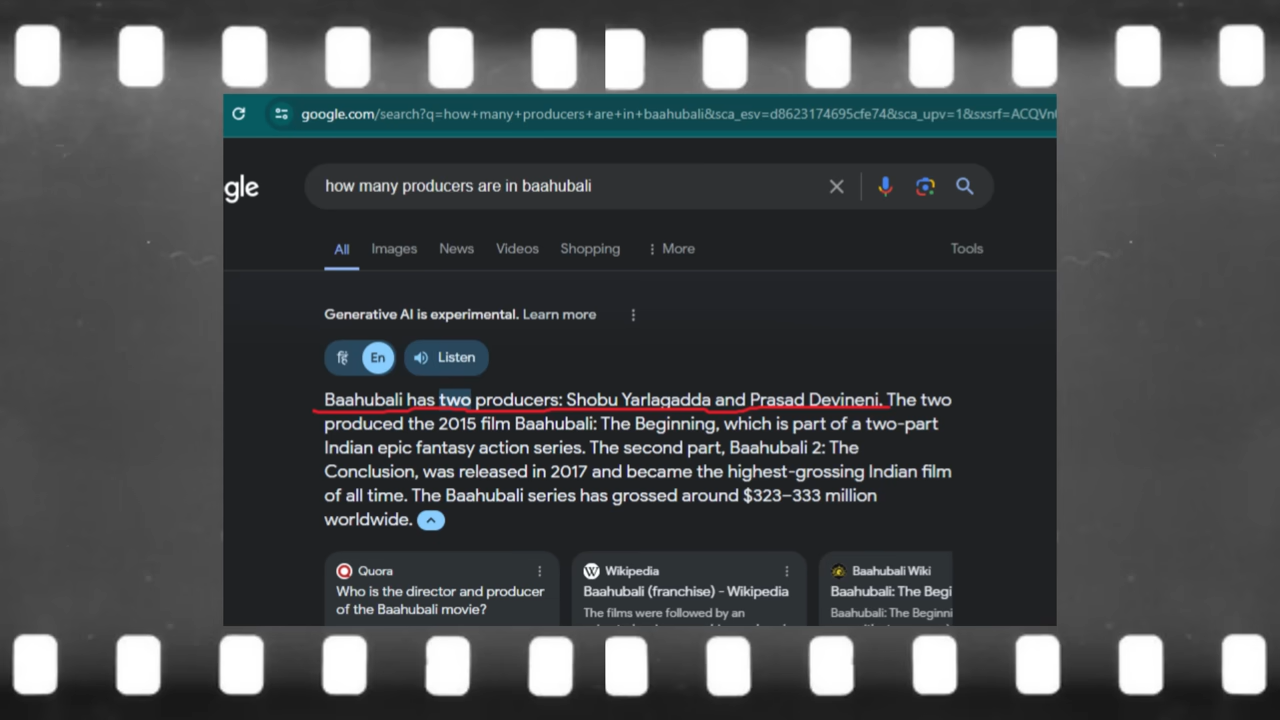 google.com/search?q=how+many+producers+are+in+baahubali&sca_esv=d8623174695cfe74&sca_upv=1&sxsrf=ACQVn
gle
how many producers are in baahubali
All Images News Videos Shopping More Tools
Generative AI is experimental. Learn more
हिं En Listen
Baahubali has two producers: Shobu Yarlagadda and Prasad Devineni. The two
produced the 2015 film Baahubali: The Beginning, which is part of a two-part
Indian epic fantasy action series. The second part, Baahubali 2: The
Conclusion, was released in 2017 and became the highest-grossing Indian film
of all time. The Baahubali series has grossed around $323–333 million
worldwide.
Quora
Who is the director and producer
of the Baahubali movie?
Wikipedia
Baahubali (franchise) - Wikipedia
The films were followed by an
Baahubali Wiki
Baahubali: The Begi
Baahubali: The Beginni